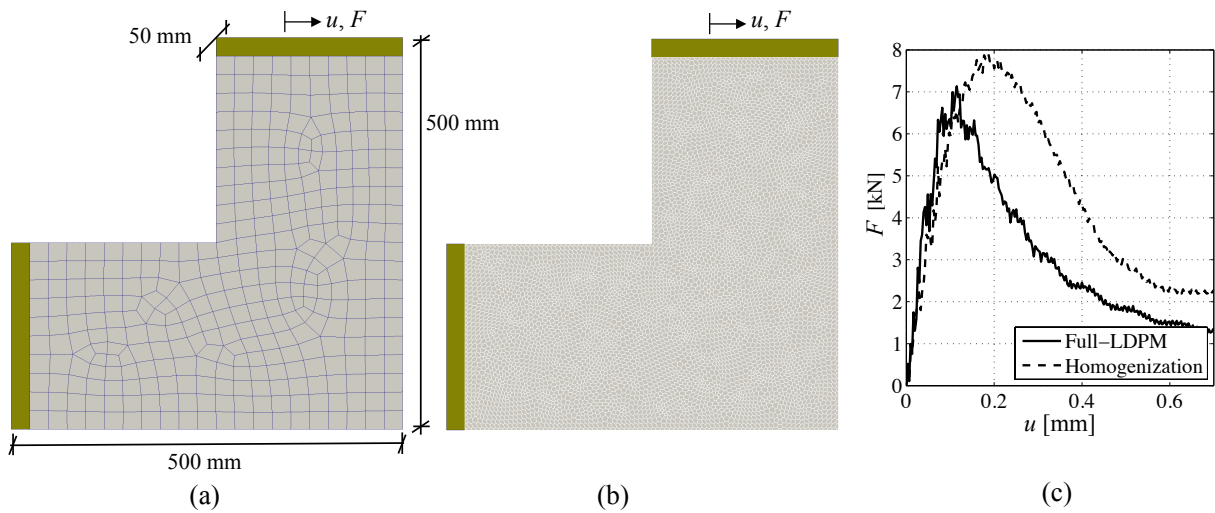 u, F
50 mm
500 mm
500 mm
(a)
u, F
(b)
8
7
6
5
4
3
2
1
0
F [kN]
0 0.2 0.4 0.6
u [mm]
Full-LDPM
Homogenization
(c)